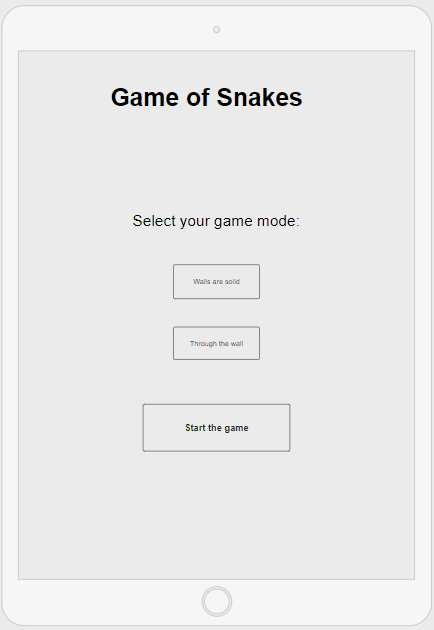 Game of Snakes
Select your game mode:
Walls are solid
Through the wall
Start the game